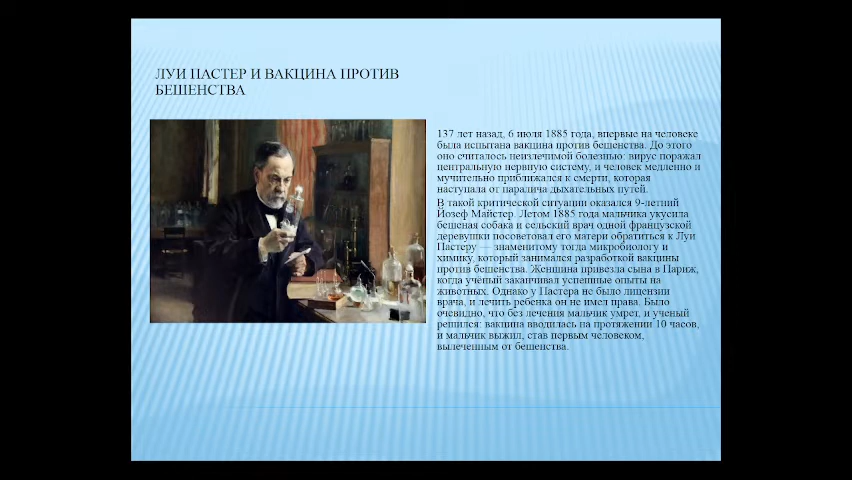 ЛУИ ПАСТЕР И ВАКЦИНА ПРОТИВ
БЕШЕНСТВА
137 лет назад, 6 июля 1885 года, впервые на человеке
была испытана вакцина против бешенства. До этого
оно считалось неизлечимой болезнью: вирус поражал
центральную нервную систему, и человек медленно и
мучительно приближался к смерти, которая
наступала от паралича дыхательных путей.
В такой критической ситуации оказался 9-летний
Йозеф Майстер. Летом 1885 года мальчика укусила
бешеная собака и сельский врач одной французской
деревушки посоветовал его матери обратиться к Луи
Пастеру — знаменитому тогда микробиологу и
химику, который занимался разработкой вакцины
против бешенства. Женщина привезла сына в Париж,
когда учёный заканчивал успешные опыты на
животных. Однако у Пастера не было лицензии
врача, и лечить ребенка он не имел права. Было
очевидно, что без лечения мальчик умрет, и ученый
решился: вакцина вводилась на протяжении 10 часов,
и мальчик выжил, став первым человеком,
вылеченным от бешенства.